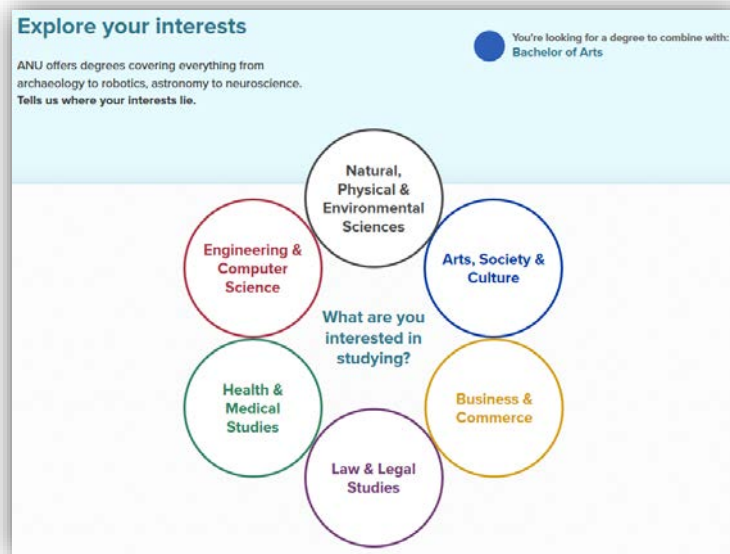 Explore your interests
ANU offers degrees covering everything from
archaeology to robotics, astronomy to neuroscience.
Tells us where your interests lie.
You're looking for a degree to combine with:
Bachelor of Arts
Natural,
Physical &
Environmental
Sciences
Engineering &
Computer
Science
Arts, Society &
Culture
What are you
interested in
studying?
Health &
Medical
Studies
Business &
Commerce
Law & Legal
Studies